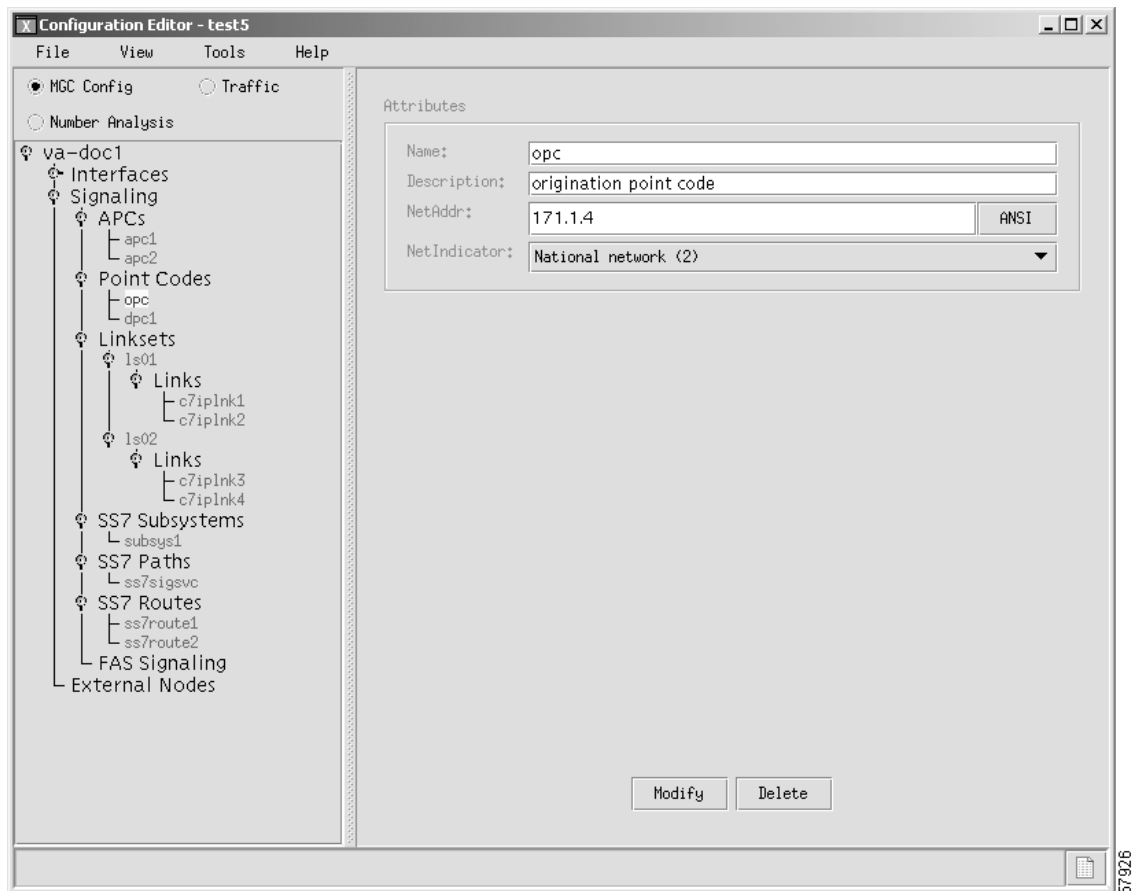 Configuration Editor - test5
File View Tools Help
MGC Config Traffic
Number Analysis
va-doc1
Interfaces
Signaling
APCs
apc1
apc2
Point Codes
opc
dpc1
Linksets
ls01
Links
c7iplnk1
c7iplnk2
ls02
Links
c7iplnk3
c7iplnk4
SS7 Subsystems
subsys1
SS7 Paths
ss7sigsvc
SS7 Routes
ss7route1
ss7route2
FAS Signaling
External Nodes
Attributes
Name: opc
Description: origination point code
NetAddr: 171.1.4 ANSI
NetIndicator: National network (2)
Modify Delete
57926